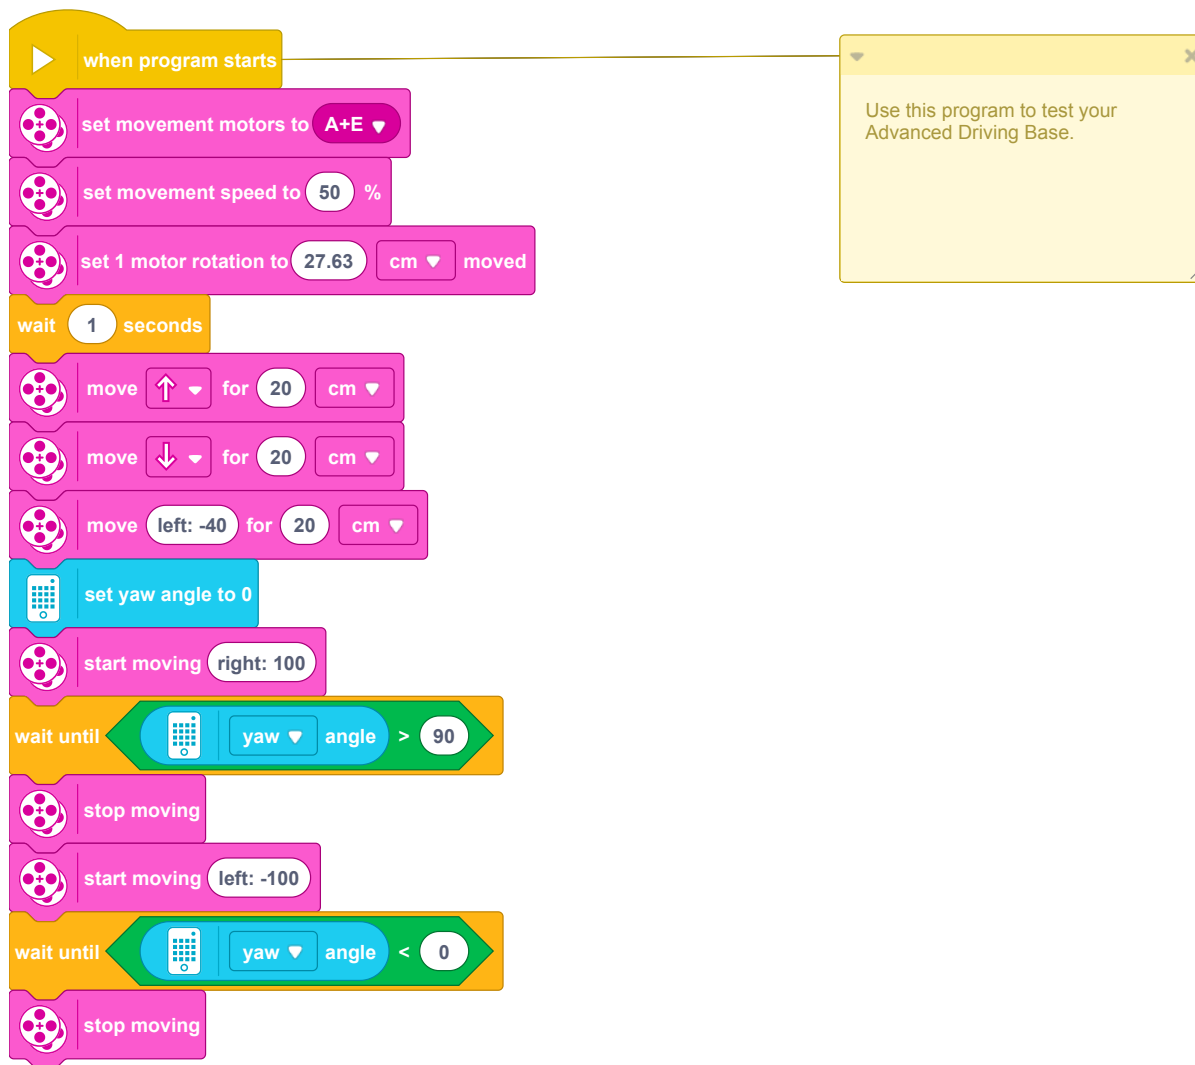 when program starts
Use this program to test your
Advanced Driving Base.
set movement motors to A+E
set movement speed to 50 %
set 1 motor rotation to 27.63 cm moved
wait 1 seconds
move for 20 cm
move for 20 cm
move left: -40 for 20 cm
set yaw angle to 0
start moving right: 100
wait until yaw angle > 90
stop moving
start moving left: -100
wait until yaw angle < 0
stop moving